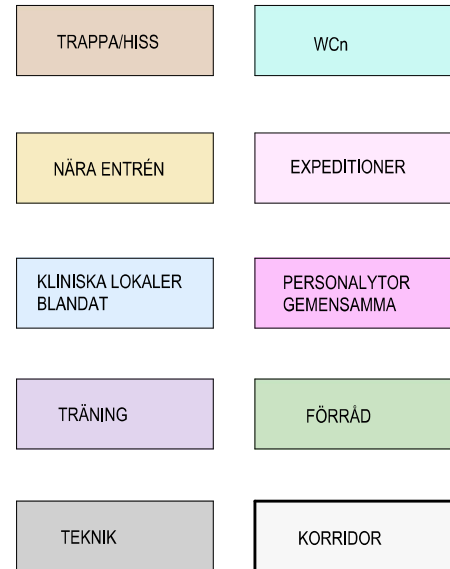 TRAPPA/HISS
WCn
NÄRA ENTRÉN
EXPEDITIONER
KLINISKA LOKALER
BLANDAT
PERSONALYTOR
GEMENSAMMA
TRÄNING
FÖRRÅD
TEKNIK
KORRIDOR